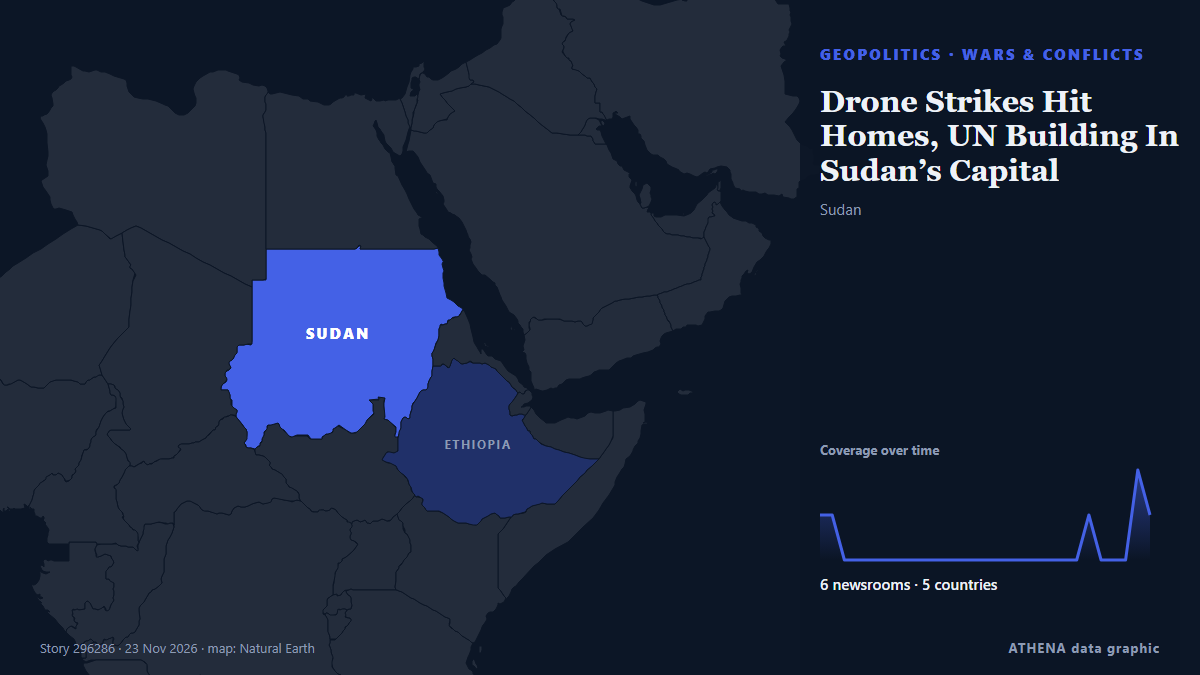 GEOPOLITICS · WARS & CONFLICTS
Drone Strikes Hit
Homes, UN Building In
Sudan’s Capital
Sudan
SUDAN
ETHIOPIA
Coverage over time
6 newsrooms · 5 countries
Story 296286 · 23 Nov 2026 · map: Natural Earth
ATHENA data graphic